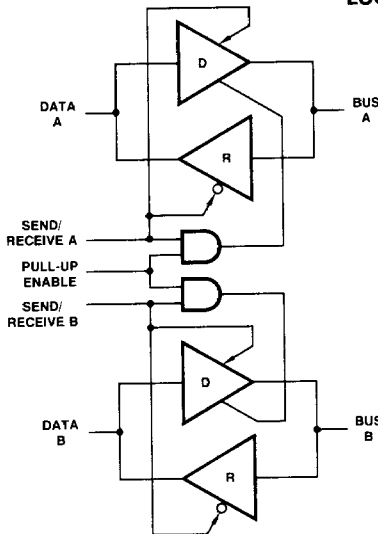 D
DATA
A
BUS
A
R
SEND/
RECEIVE A
PULL-UP
ENABLE
SEND/
RECEIVE B
D
DATA
B
BUS
B
R